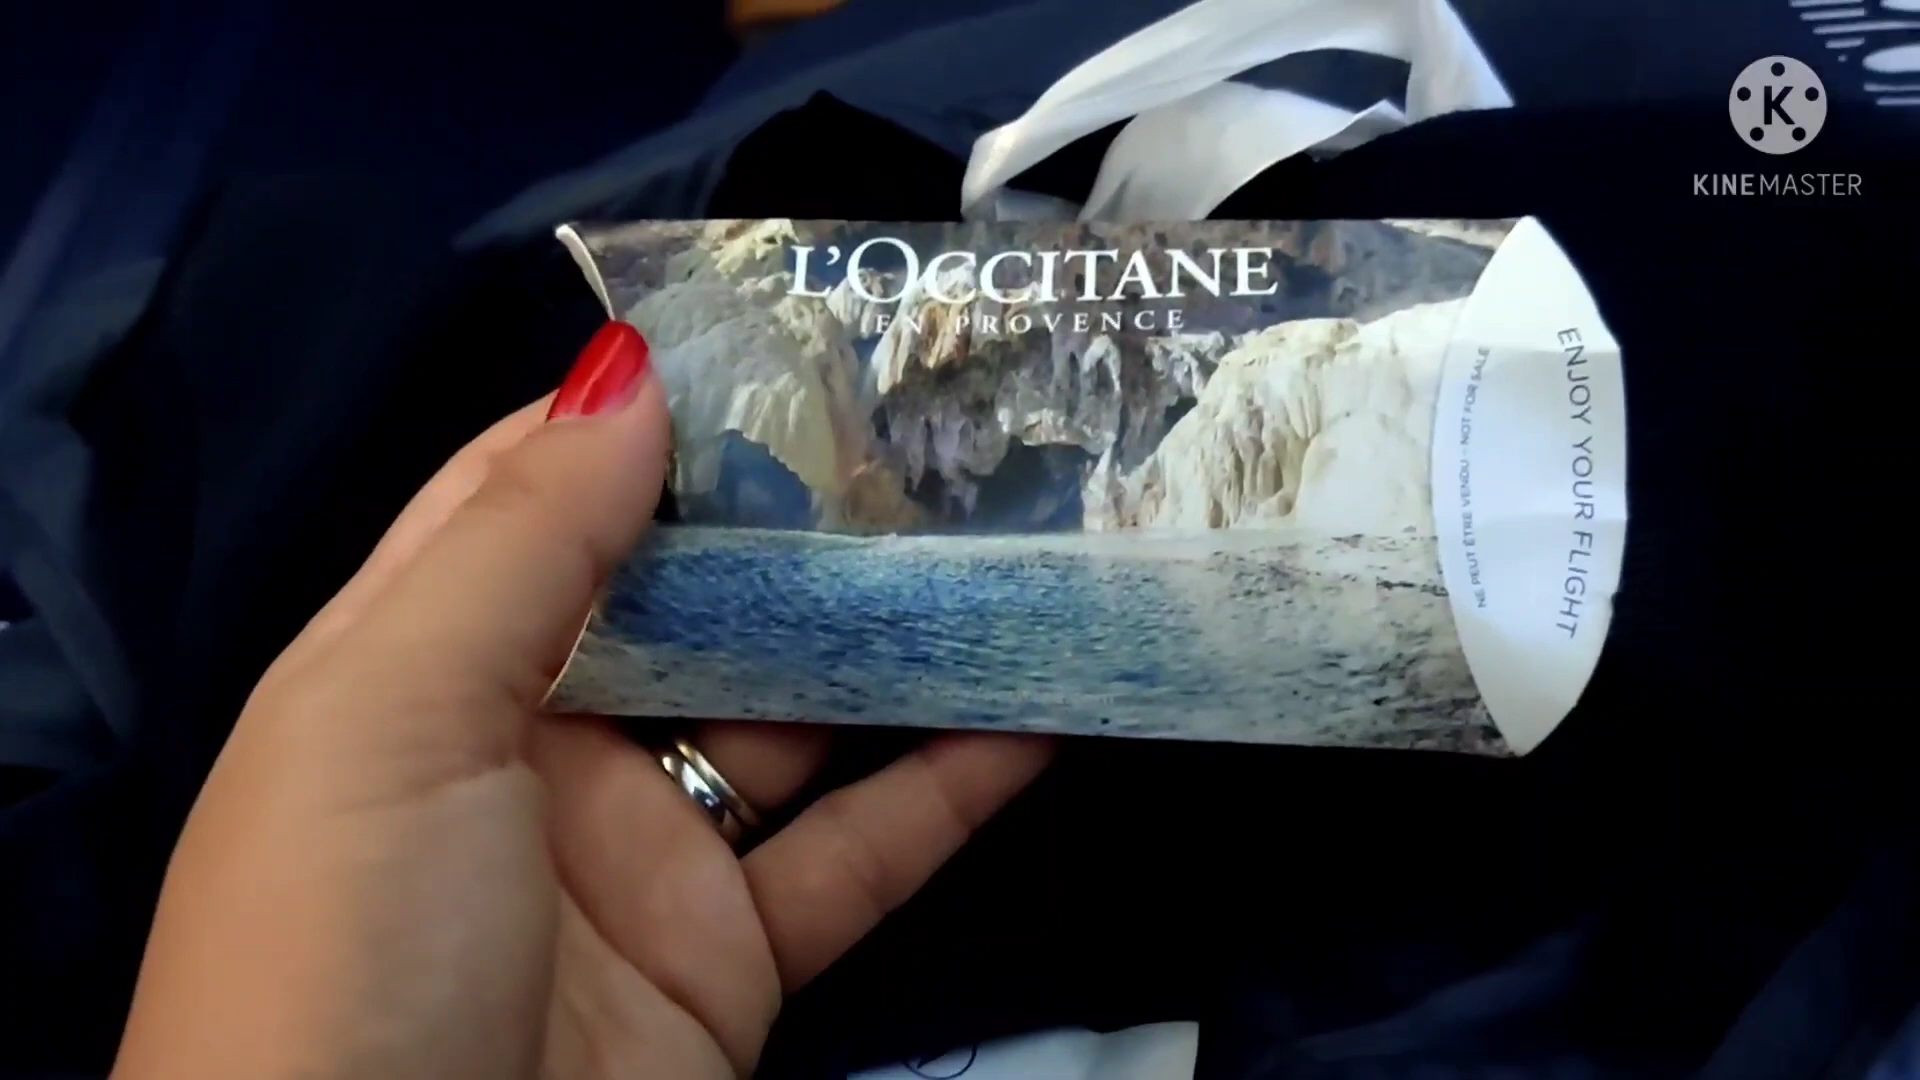 L'OCCITANE
EN PROVENCE
NE PEUT ÊTRE VENDU - NOT FOR SALE
ENJOY YOUR FLIGHT
K
KINEMASTER